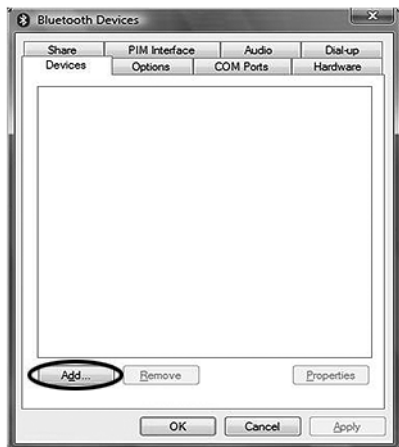 Bluetooth Devices
Share PIM Interface Audio Dial-up
Devices Options COM Ports Hardware
Add... Remove Properties
OK Cancel Apply